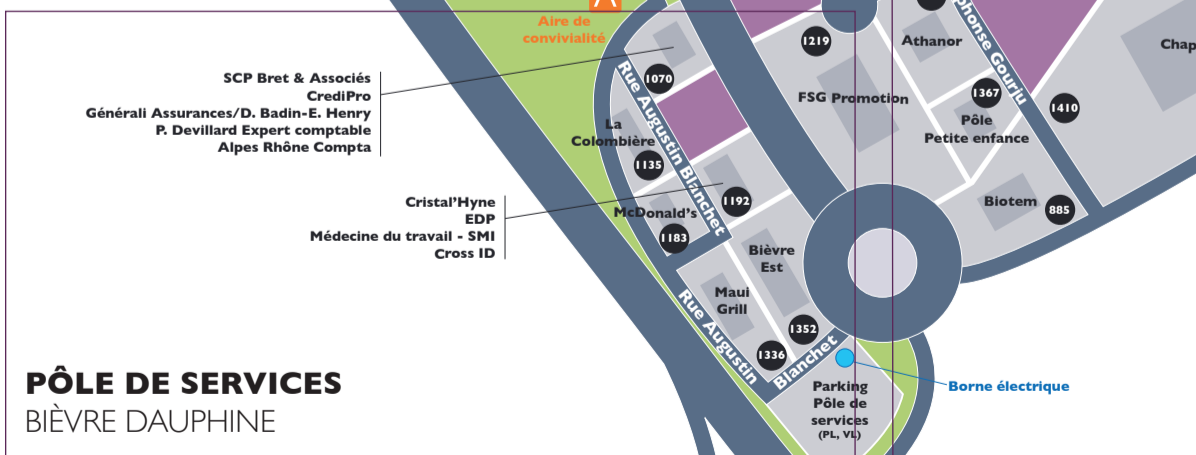 Aire de
convivialité
SCP Bret & Associés
CrediPro
Générali Assurances/D. Badin-E. Henry
P. Devillard Expert comptable
Alpes Rhône Compta
Cristal'Hyne
EDP
Médecine du travail - SMI
Cross ID
PÔLE DE SERVICES
BIÈVRE DAUPHINE
1070
Rue Augustin Blanchet
La
Colombière
1135
McDonald's
1183
1192
Bièvre
Est
Maui
Grill
1352
1336
Rue Augustin
Blanchet
1219
FSG Promotion
Athanor
1367
Pôle
Petite enfance
phonse Gourju
1410
Chap
Biotem
885
Borne électrique
Parking
Pôle de
services
(PL, VL)